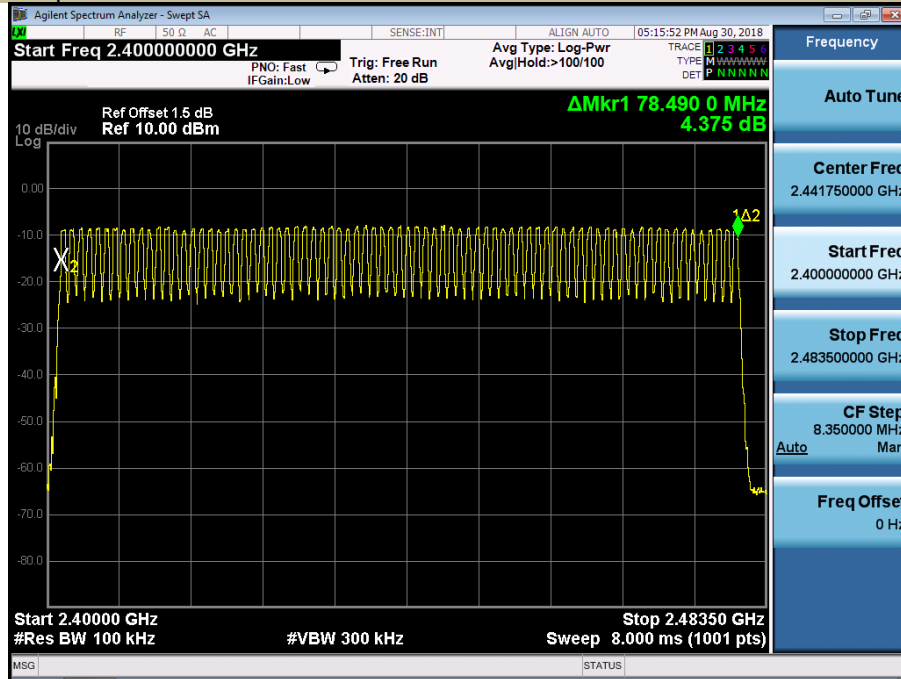 Agilent Spectrum Analyzer - Swept SA
LXI RF 50 Ω AC SENSE:INT ALIGN AUTO 05:15:52 PM Aug 30, 2018
Start Freq 2.400000000 GHz
PNO: Fast
IFGain:Low
Trig: Free Run
Atten: 20 dB
Avg Type: Log-Pwr
Avg|Hold:>100/100
TRACE 1 2 3 4 5 6
TYPE M WWWWW
DET P N N N N N
ΔMkr1 78.490 0 MHz
4.375 dB
Ref Offset 1.5 dB
10 dB/div Ref 10.00 dBm
Log
0.00
-10.0
-20.0
-30.0
-40.0
-50.0
-60.0
-70.0
-80.0
1Δ2
X2
Start 2.40000 GHz Stop 2.48350 GHz
#Res BW 100 kHz #VBW 300 kHz Sweep 8.000 ms (1001 pts)
MSG STATUS
Frequency
Auto Tune
Center Freq
2.441750000 GHz
Start Freq
2.400000000 GHz
Stop Freq
2.483500000 GHz
CF Step
8.350000 MHz
Auto Man
Freq Offset
0 Hz